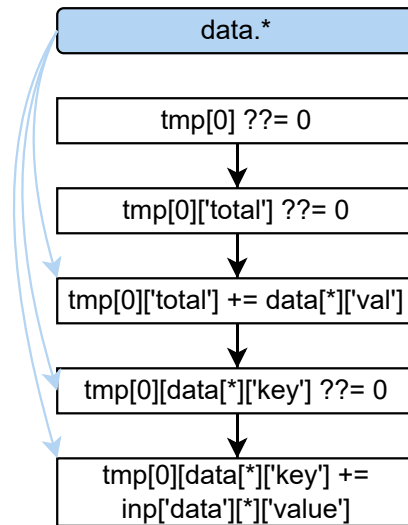 data.*
tmp[0] ??= 0
tmp[0]['total'] ??= 0
tmp[0]['total'] += data[*]['val']
tmp[0][data[*]['key'] ??= 0
tmp[0][data[*]['key'] +=
inp['data'][*]['value']